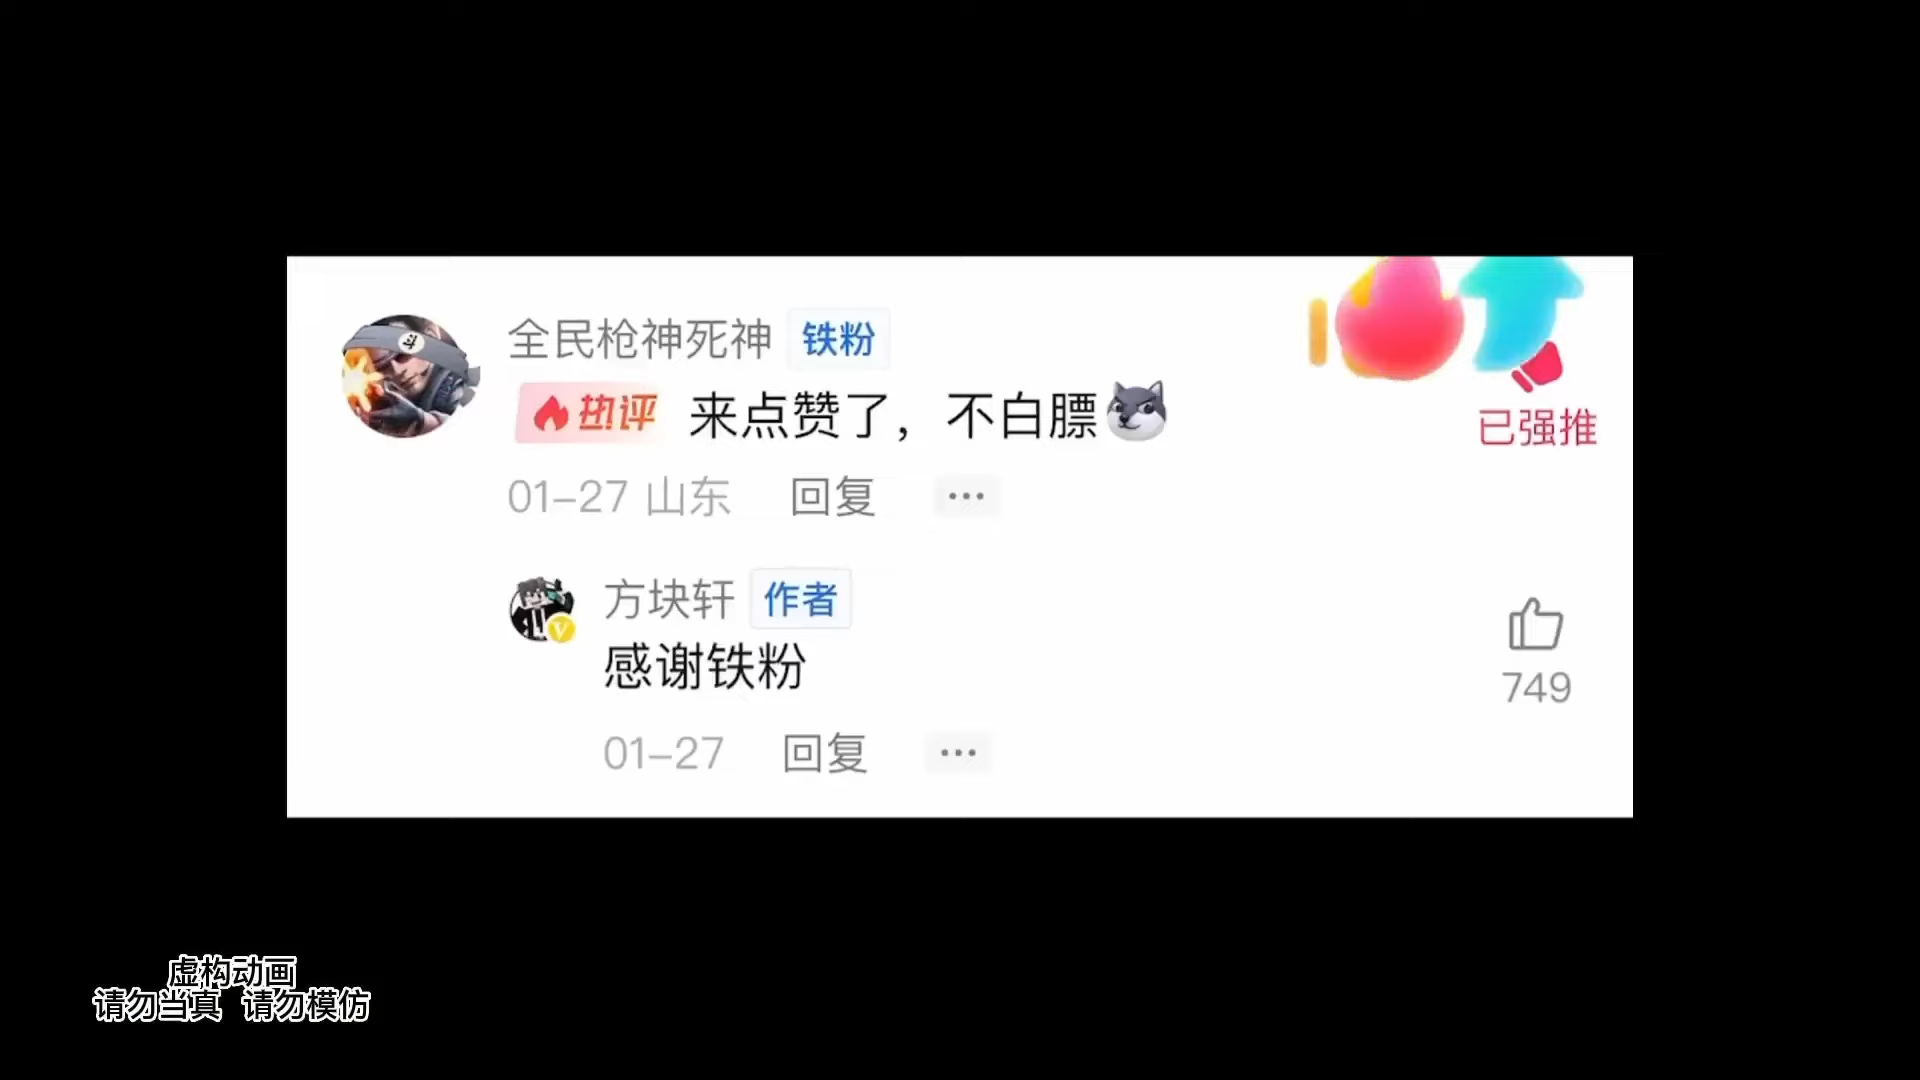 全民枪神死神 铁粉
热评 来点赞了，不白膘
已强推
01-27 山东 回复 ···
方块轩 作者
感谢铁粉
749
01-27 回复 ···
虚构动画
请勿当真 请勿模仿